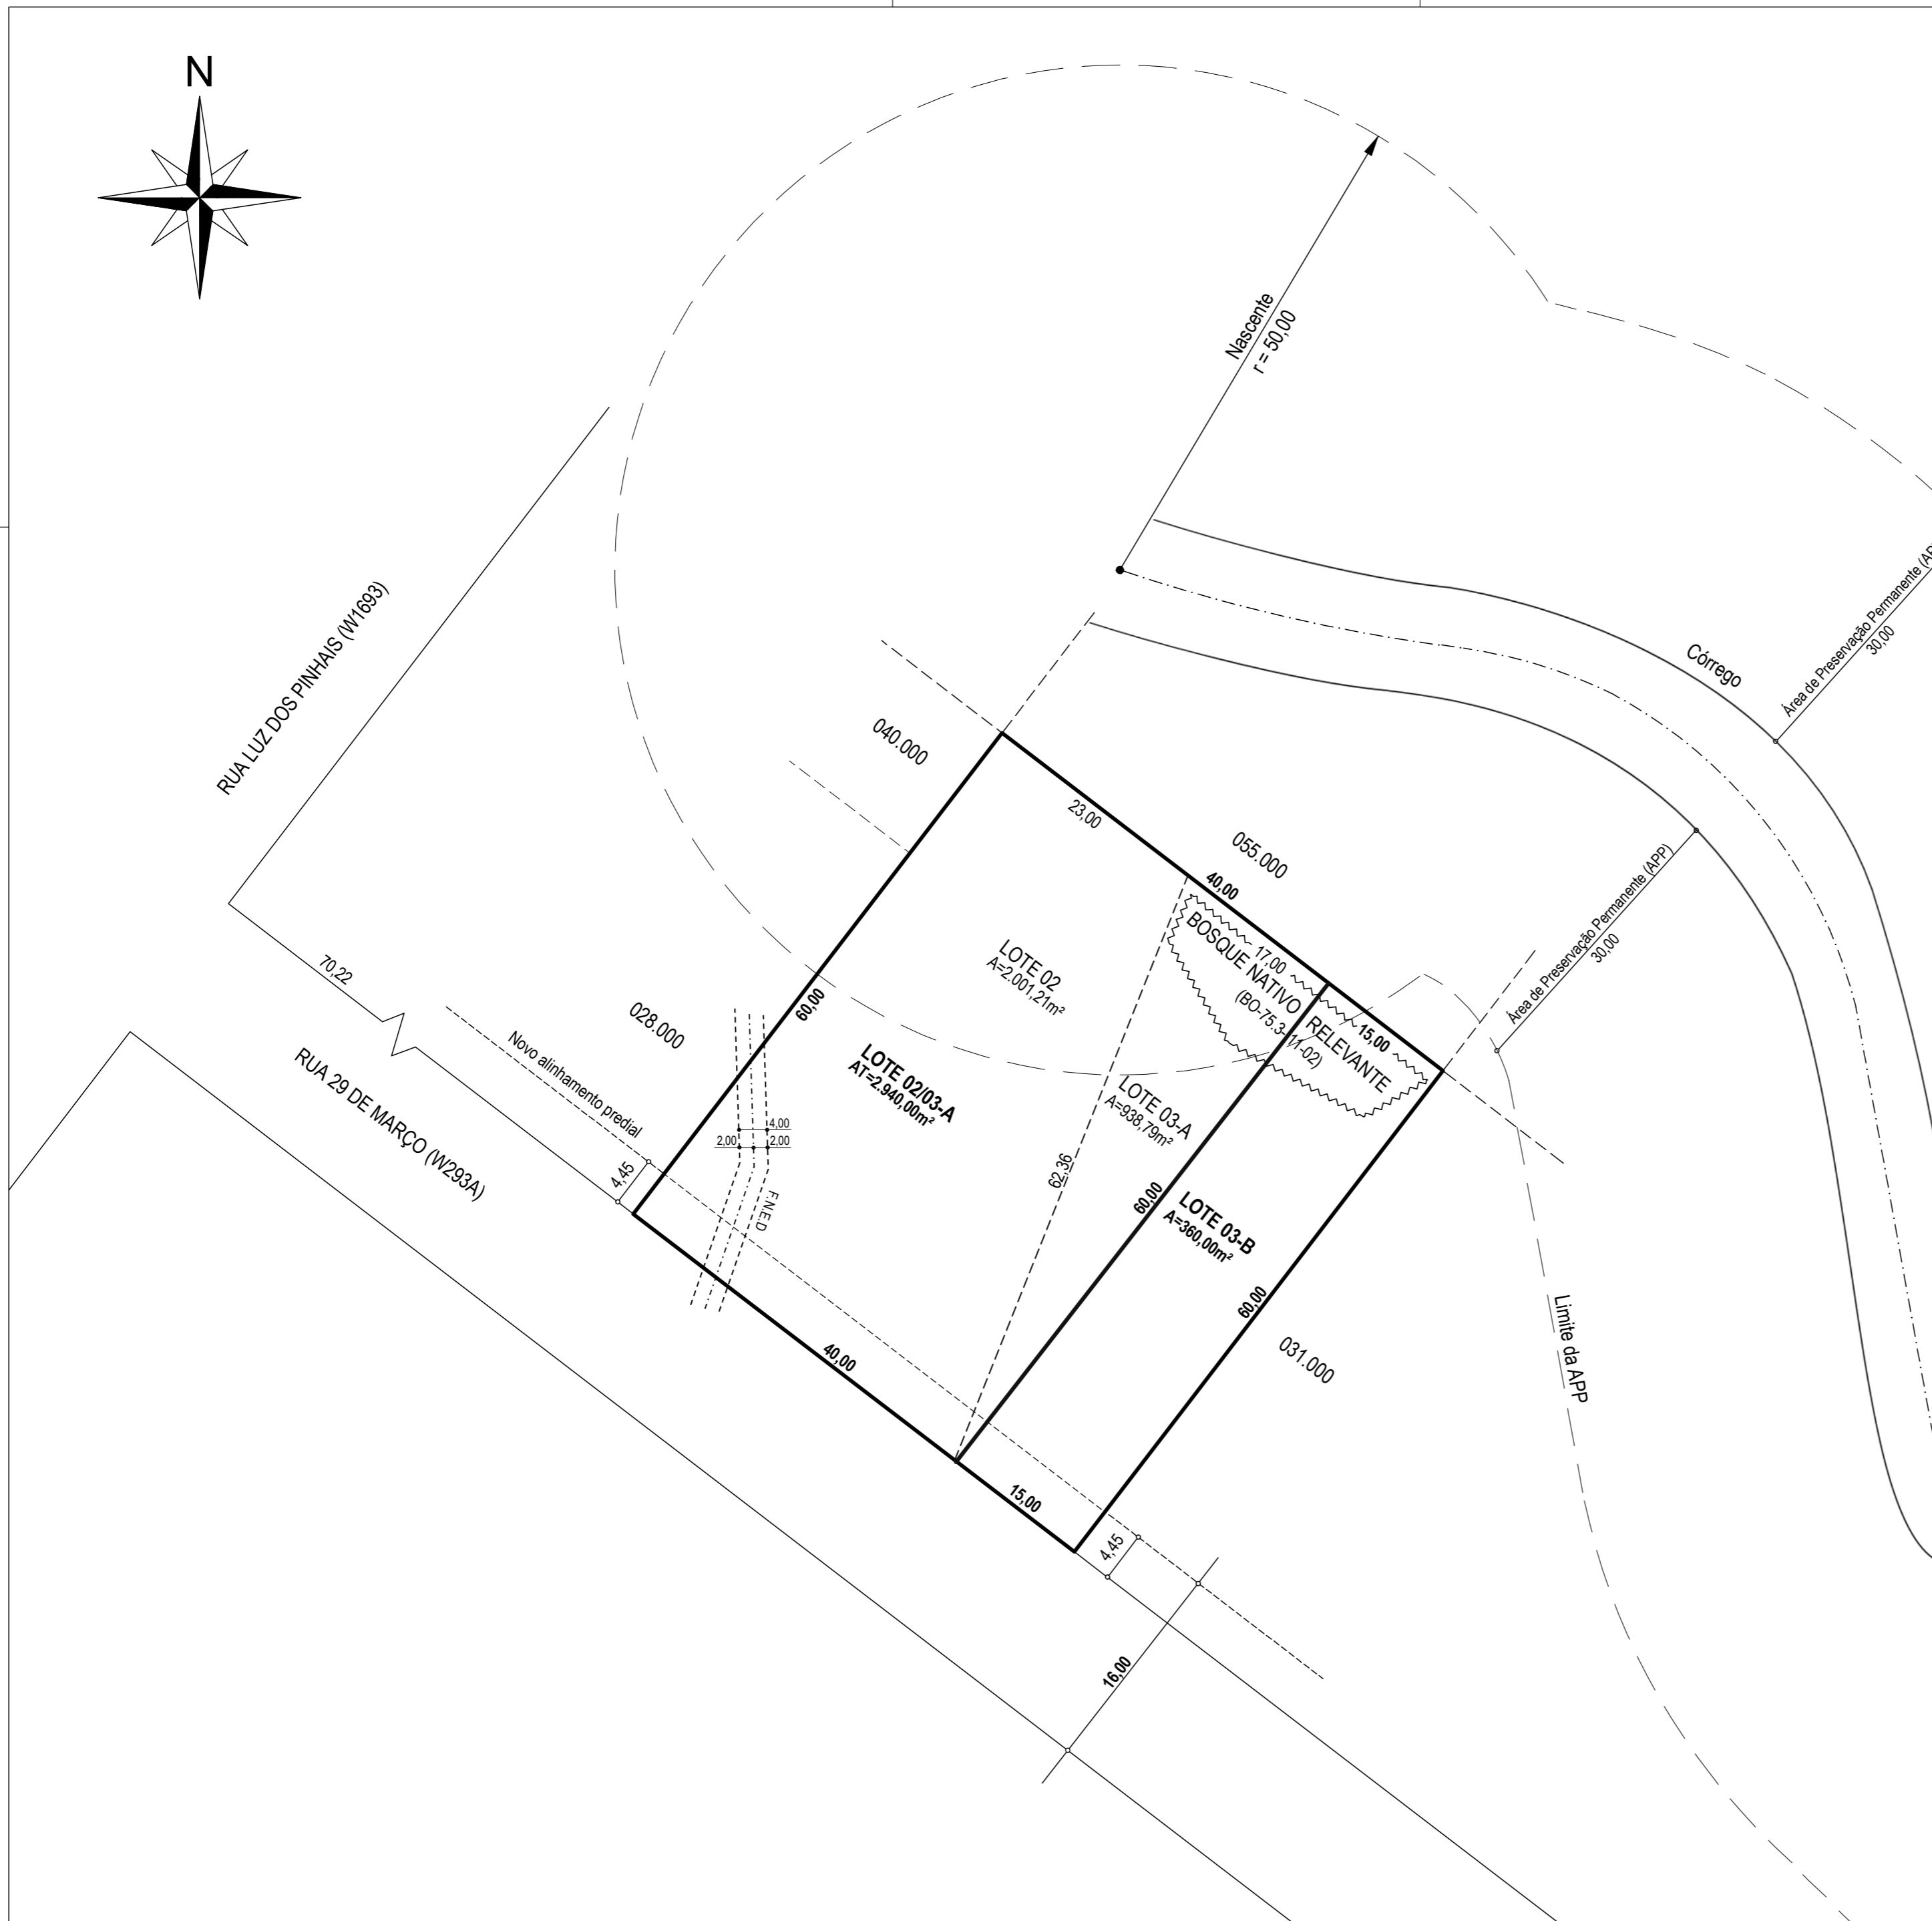 N
Nascente
r = 50,00
Córrego
Área de Preservação Permanente (AP
30,00
RUA LUZ DOS PINHAIS (W1693)
040.000
23,00
055.000
40,00
Área de Preservação Permanente (APP)
30,00
BOSQUE NATIVO RELEVANTE
(BO-75.3-11-02)
17,00
15,00
LOTE 02
A=2.001,21m²
70,22
60,00
028.000
Novo alinhamento predial
RUA 29 DE MARÇO (W293A)
LOTE 02/03-A
AT=2.940,00m²
LOTE 03-A
A=938,79m²
4,00
2,00
2,00
4,45
F.N.E.D
62,36
60,00
LOTE 03-B
A=360,00m²
60,00
031.000
Limite da APP
40,00
15,00
4,45
16,00